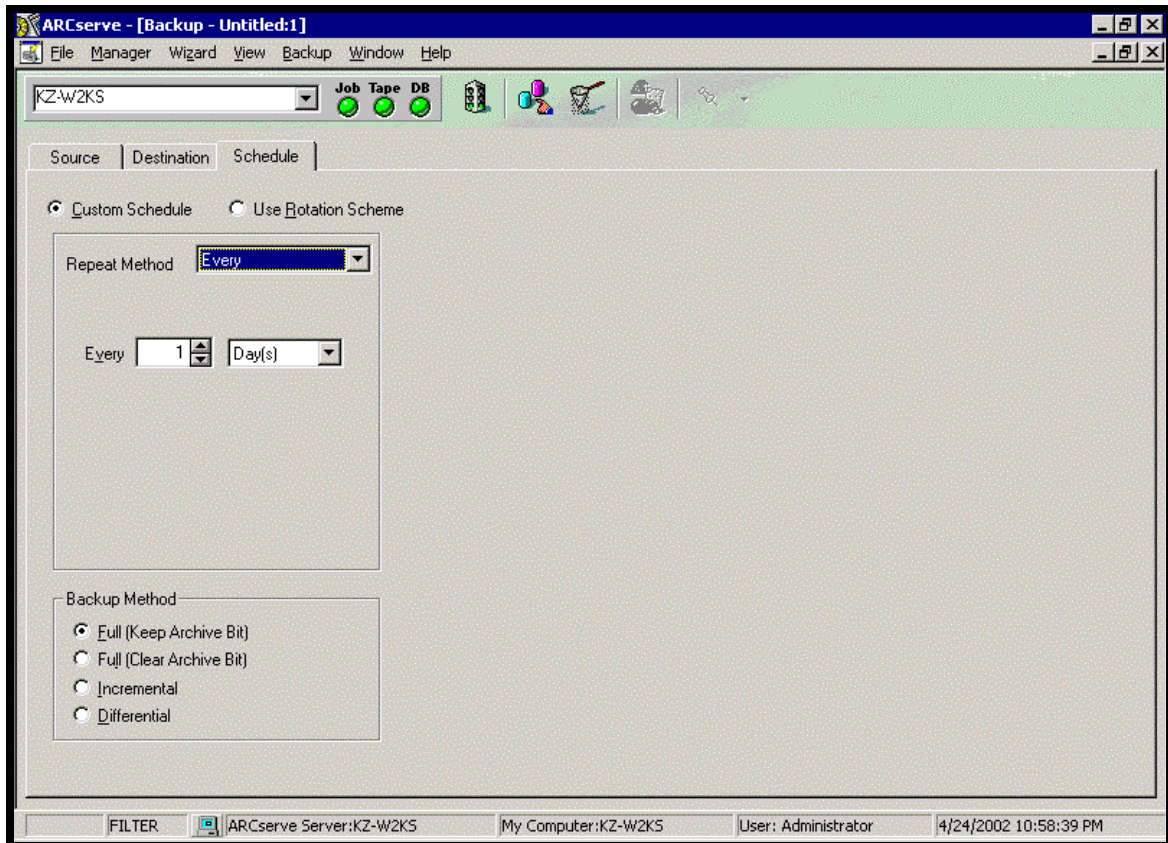 ARCserve - [Backup - Untitled:1]
File Manager Wizard View Backup Window Help
KZ-W2KS Job Tape DB
Source Destination Schedule
Custom Schedule Use Rotation Scheme
Repeat Method Every
Every 1 Day(s)
Backup Method
Full (Keep Archive Bit)
Full (Clear Archive Bit)
Incremental
Differential
FILTER ARCserve Server:KZ-W2KS My Computer:KZ-W2KS User: Administrator 4/24/2002 10:58:39 PM